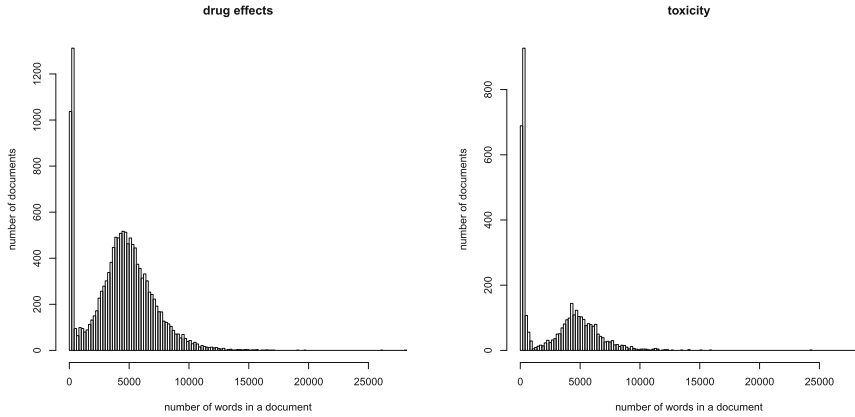 drug effects
number of documents
0
200
400
600
800
1000
1200
0 5000 10000 15000 20000 25000
number of words in a document
toxicity
number of documents
0
200
400
600
800
0 5000 10000 15000 20000 25000
number of words in a document